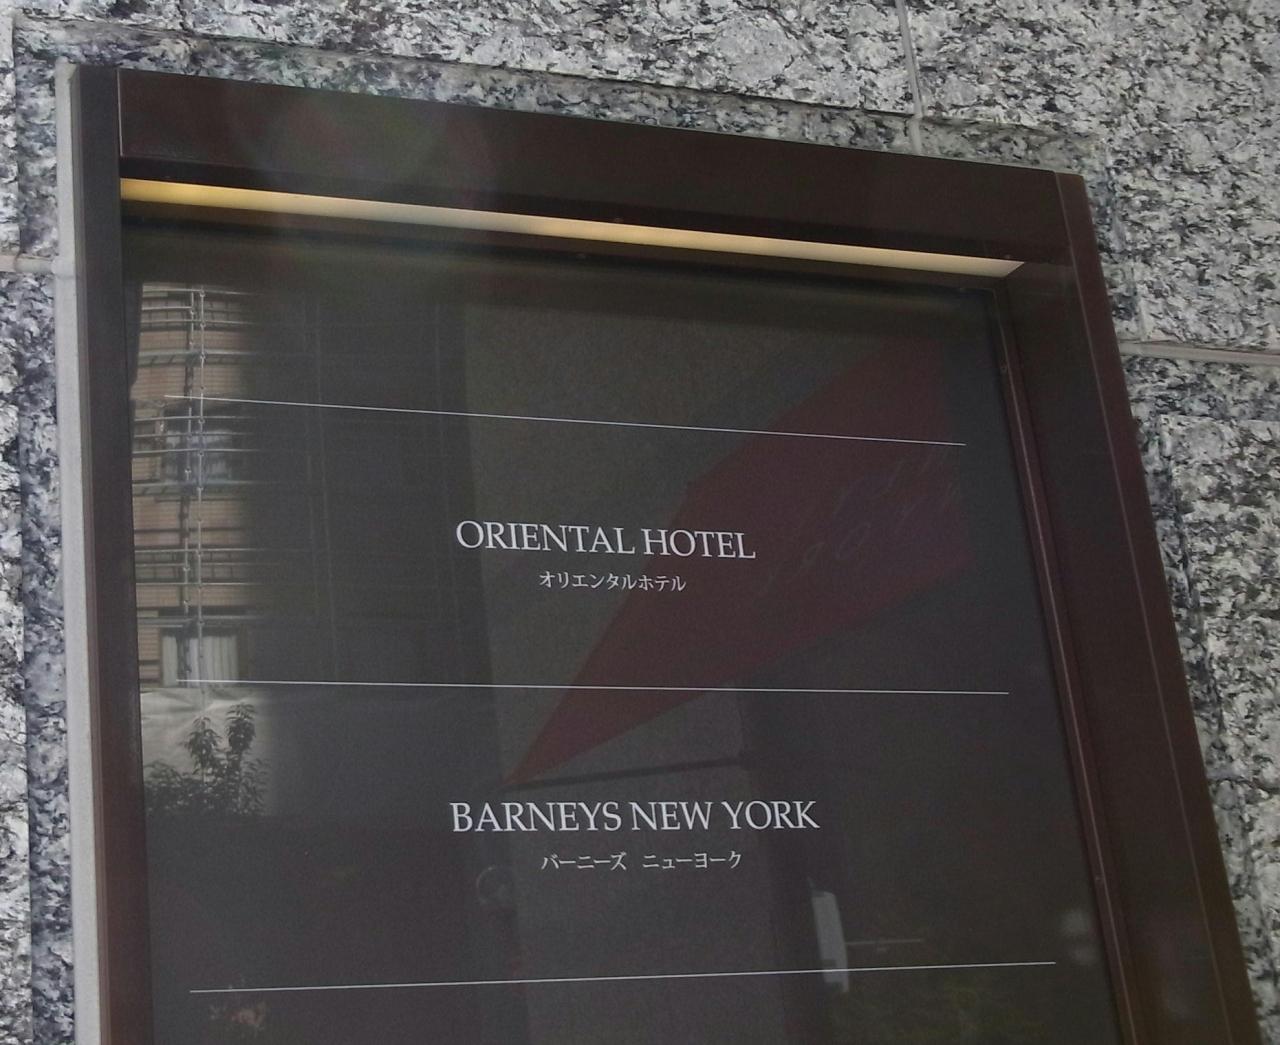 ORIENTAL HOTEL
オリエンタルホテル
BARNEYS NEW YORK
バーニーズ ニューヨーク